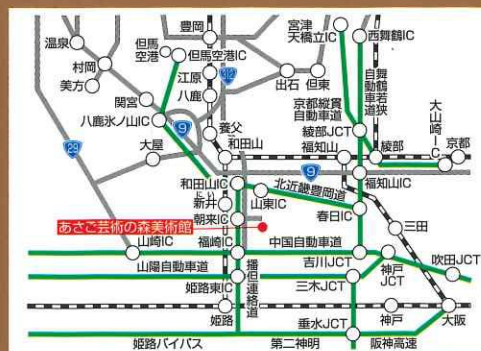 豊岡
宮津
天橋立IC
西舞鶴IC
温泉
但馬
空港
但馬空港IC
村岡
江原
312
出石
但東
美方
八鹿
関宮
京都縦貫
自動車道
舞鶴若狭
自動車道
大山崎IC
八鹿氷ノ山IC
9
綾部JCT
養父
和田山
福知山
綾部
京都
29
大屋
9
和田山IC
北近畿豊岡道
福知山IC
新井
山東IC
朝来IC
春日IC
あさご芸術の森美術館
三田
山崎IC
福崎IC
中国自動車道
山陽自動車道
播但連絡道
吉川JCT
神戸
JCT
吹田JCT
姫路東IC
三木JCT
姫路
神戸
大阪
垂水JCT
姫路バイパス
第二神明
阪神高速